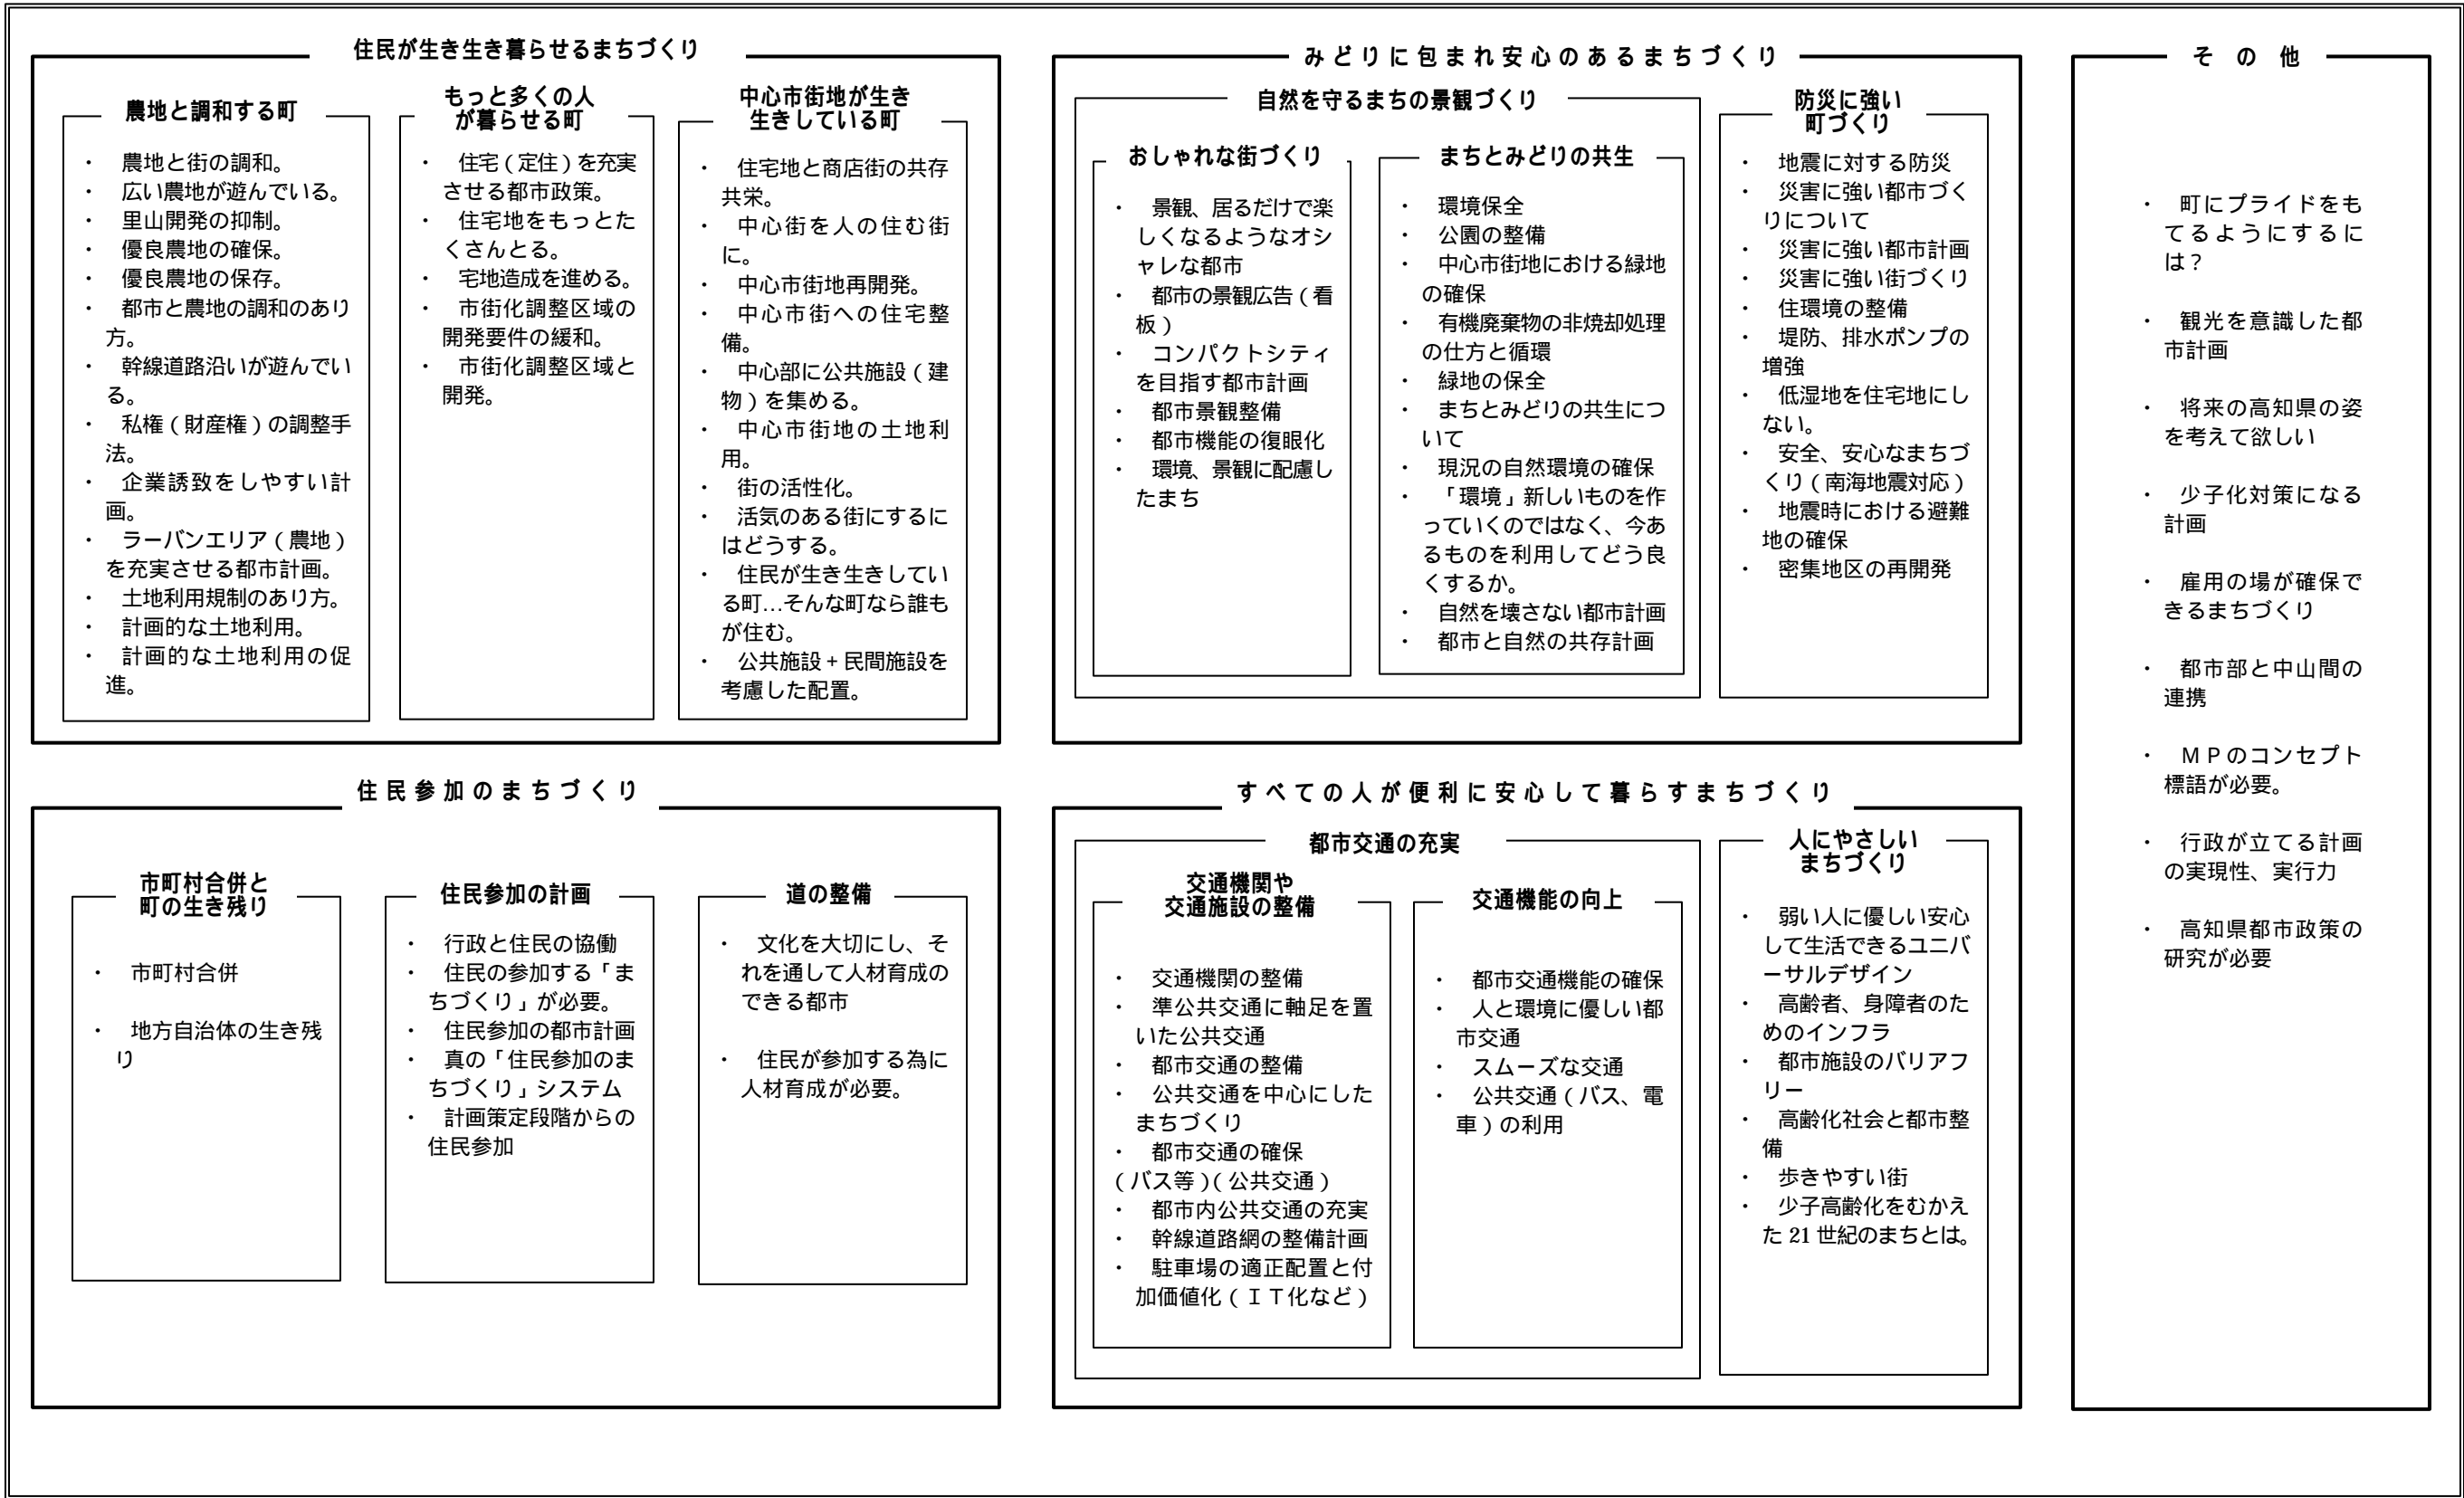 住民が生き生き暮らせるまちづくり
農地と調和する町
・ 農地と街の調和。
・ 広い農地が遊んでいる。
・ 里山開発の抑制。
・ 優良農地の確保。
・ 優良農地の保存。
・ 都市と農地の調和のあり
方。
・ 幹線道路沿いが遊んでい
る。
・ 私権（財産権）の調整手
法。
・ 企業誘致をしやすい計
画。
・ ラーバンエリア（農地）
を充実させる都市計画。
・ 土地利用規制のあり方。
・ 計画的な土地利用。
・ 計画的な土地利用の促
進。
もっと多くの人
が暮らせる町
・ 住宅（定住）を充実
させる都市政策。
・ 住宅地をもっとた
くさんとる。
・ 宅地造成を進める。
・ 市街化調整区域の
開発要件の緩和。
・ 市街化調整区域と
開発。
中心市街地が生き
生きしている町
・ 住宅地と商店街の共存
共栄。
・ 中心街を人の住む街
に。
・ 中心市街地再開発。
・ 中心市街への住宅整
備。
・ 中心部に公共施設（建
物）を集める。
・ 中心市街地の土地利
用。
・ 街の活性化。
・ 活気のある街にするに
はどうする。
・ 住民が生き生きしてい
る町…そんな町なら誰も
が住む。
・ 公共施設＋民間施設を
考慮した配置。
みどりに包まれ安心のあるまちづくり
自然を守るまちの景観づくり
おしゃれな街づくり
・ 景観、居るだけで楽
しくなるようなオシ
ャレな都市
・ 都市の景観広告（看
板）
・ コンパクトシティ
を目指す都市計画
・ 都市景観整備
・ 都市機能の復眼化
・ 環境、景観に配慮し
たまち
まちとみどりの共生
・ 環境保全
・ 公園の整備
・ 中心市街地における緑地
の確保
・ 有機廃棄物の非焼却処理
の仕方と循環
・ 緑地の保全
・ まちとみどりの共生につ
いて
・ 現況の自然環境の確保
・ 「環境」新しいものを作
っていくのではなく、今あ
るものを利用してどう良
くするか。
・ 自然を壊さない都市計画
・ 都市と自然の共存計画
防災に強い
町づくり
・ 地震に対する防災
・ 災害に強い都市づく
りについて
・ 災害に強い都市計画
・ 災害に強い街づくり
・ 住環境の整備
・ 堤防、排水ポンプの
増強
・ 低湿地を住宅地にし
ない。
・ 安全、安心なまちづ
くり（南海地震対応）
・ 地震時における避難
地の確保
・ 密集地区の再開発
その他
・ 町にプライドをも
てるようにするに
は？
・ 観光を意識した都
市計画
・ 将来の高知県の姿
を考えて欲しい
・ 少子化対策になる
計画
・ 雇用の場が確保で
きるまちづくり
・ 都市部と中山間の
連携
・ ＭＰのコンセプト
標語が必要。
・ 行政が立てる計画
の実現性、実行力
・ 高知県都市政策の
研究が必要
住民参加のまちづくり
市町村合併と
町の生き残り
・ 市町村合併
・ 地方自治体の生き残
り
住民参加の計画
・ 行政と住民の協働
・ 住民の参加する「ま
ちづくり」が必要。
・ 住民参加の都市計画
・ 真の「住民参加のま
ちづくり」システム
・ 計画策定段階からの
住民参加
道の整備
・ 文化を大切にし、そ
れを通して人材育成の
できる都市
・ 住民が参加する為に
人材育成が必要。
すべての人が便利に安心して暮らすまちづくり
都市交通の充実
交通機関や
交通施設の整備
・ 交通機関の整備
・ 準公共交通に軸足を置
いた公共交通
・ 都市交通の整備
・ 公共交通を中心にした
まちづくり
・ 都市交通の確保
（バス等）（公共交通）
・ 都市内公共交通の充実
・ 幹線道路網の整備計画
・ 駐車場の適正配置と付
加価値化（ＩＴ化など）
交通機能の向上
・ 都市交通機能の確保
・ 人と環境に優しい都
市交通
・ スムーズな交通
・ 公共交通（バス、電
車）の利用
人にやさしい
まちづくり
・ 弱い人に優しい安心
して生活できるユニバ
ーサルデザイン
・ 高齢者、身障者のた
めのインフラ
・ 都市施設のバリアフ
リー
・ 高齢化社会と都市整
備
・ 歩きやすい街
・ 少子高齢化をむかえ
た 21 世紀のまちとは。